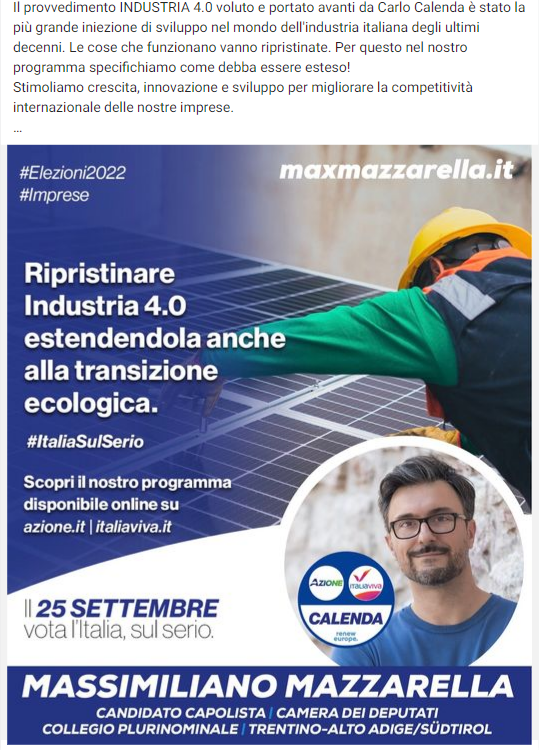 Il provvedimento INDUSTRIA 4.0 voluto e portato avanti da Carlo Calenda è stato la
più grande iniezione di sviluppo nel mondo dell'industria italiana degli ultimi
decenni. Le cose che funzionano vanno ripristinate. Per questo nel nostro
programma specifichiamo come debba essere esteso!
Stimoliamo crescita, innovazione e sviluppo per migliorare la competitività
internazionale delle nostre imprese.
...
#Elezioni2022
#Imprese
maxmazzarella.it
Ripristinare
Industria 4.0
estendendola anche
alla transizione
ecologica.
#ItaliaSulSerio
Scopri il nostro programma
disponibile online su
azione.it | italiaviva.it
AZIONE
ITALIAVIVA
CALENDA
renew
europe.
Il 25 SETTEMBRE
vota l'Italia, sul serio.
MASSIMILIANO MAZZARELLA
CANDIDATO CAPOLISTA | CAMERA DEI DEPUTATI
COLLEGIO PLURINOMINALE | TRENTINO-ALTO ADIGE/SÜDTIROL